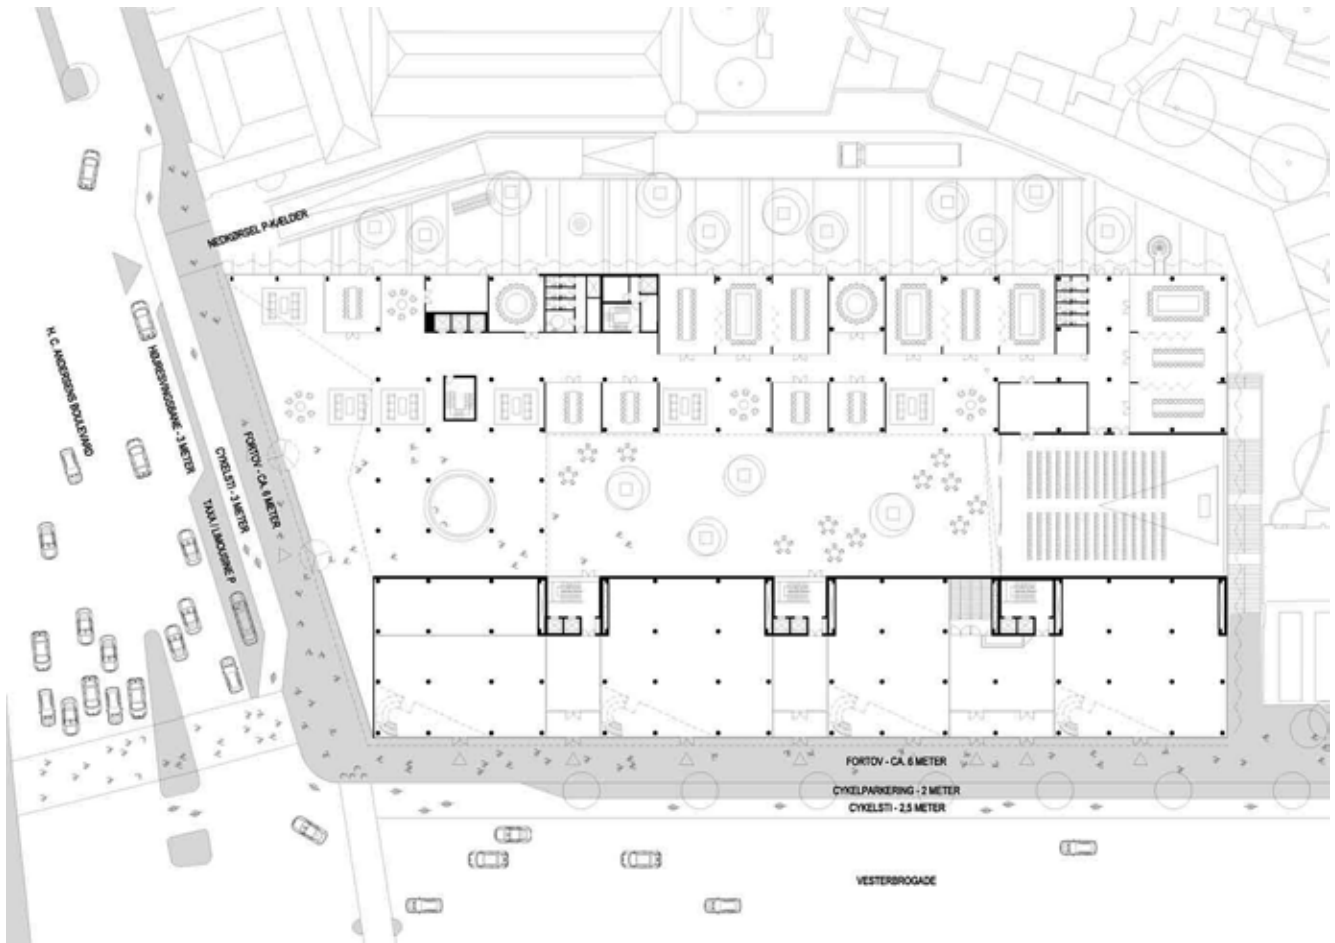 NEDKØRSEL P-KÆLDER
H. C. ANDERSENS BOULEVARD
HØJRESVINGSBANE - 3 METER
CYKELSTI - 3 METER
FORTOV - CA. 6 METER
TAXA / LIMOUSINE P
FORTOV - CA. 6 METER
CYKELPARKERING - 2 METER
CYKELSTI - 2,5 METER
VESTERBROGADE